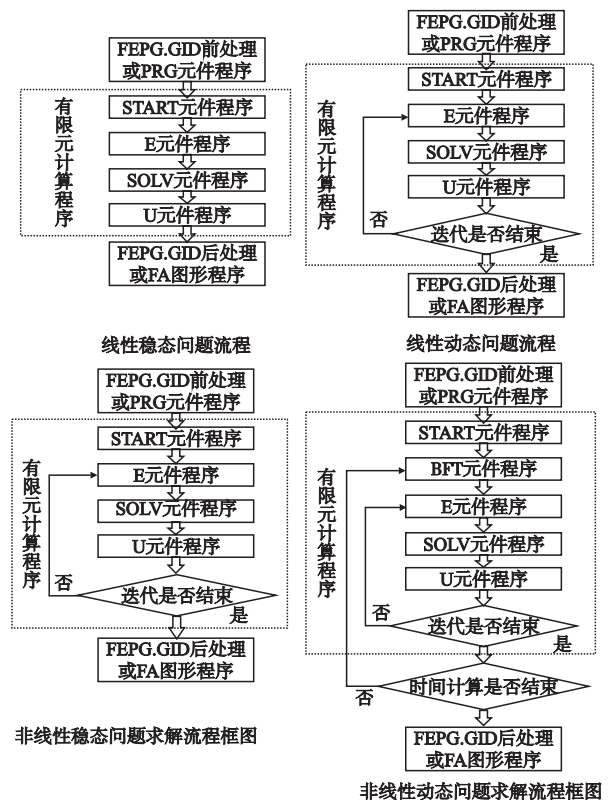 FEPG.GID前处理
或PRG元件程序
有限元计算程序
START元件程序
E元件程序
SOLV元件程序
U元件程序
FEPG.GID后处理
或FA图形程序
线性稳态问题流程
FEPG.GID前处理
或PRG元件程序
有限元计算程序
START元件程序
E元件程序
SOLV元件程序
U元件程序
否
迭代是否结束
是
FEPG.GID后处理
或FA图形程序
线性动态问题流程
FEPG.GID前处理
或PRG元件程序
有限元计算程序
START元件程序
E元件程序
SOLV元件程序
U元件程序
否
迭代是否结束
是
FEPG.GID后处理
或FA图形程序
非线性稳态问题求解流程框图
FEPG.GID前处理
或PRG元件程序
有限元计算程序
START元件程序
BFT元件程序
E元件程序
SOLV元件程序
U元件程序
否
迭代是否结束
是
时间计算是否结束
否
FEPG.GID后处理
或FA图形程序
非线性动态问题求解流程框图